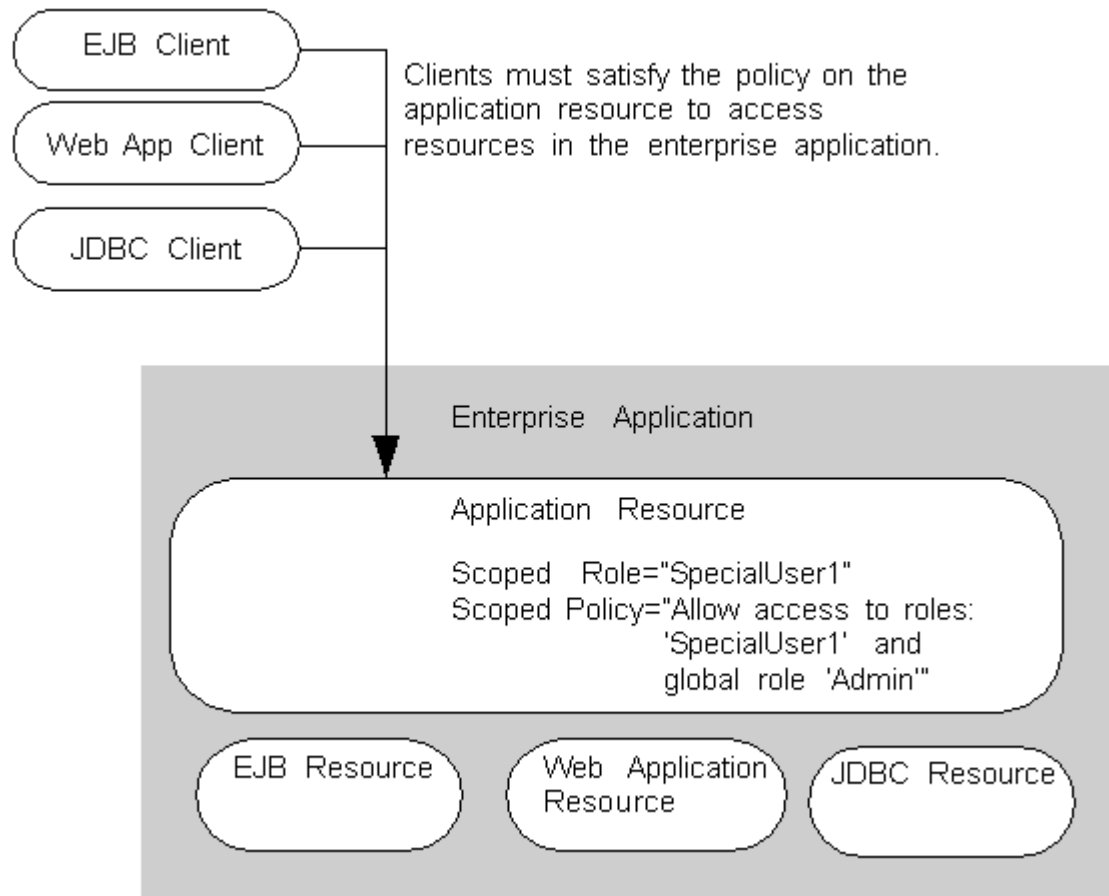 EJB Client
Clients must satisfy the policy on the
application resource to access
resources in the enterprise application.
Web App Client
JDBC Client
Enterprise Application
Application Resource
Scoped Role="SpecialUser1"
Scoped Policy="Allow access to roles:
'SpecialUser1' and
global role 'Admin'"
EJB Resource
Web Application
Resource
JDBC Resource